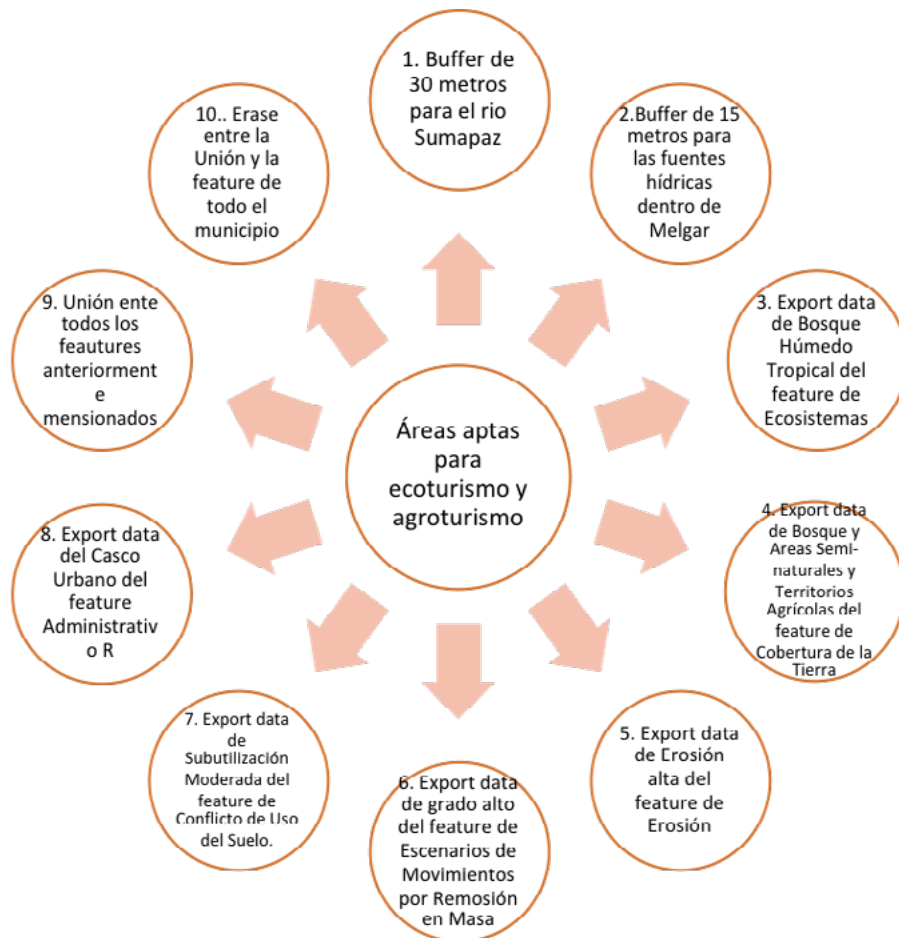 1. Buffer de
30 metros
para el rio
Sumapaz
2.Buffer de 15
metros para
las fuentes
hídricas
dentro de
Melgar
3. Export data
de Bosque
Húmedo
Tropical del
feature de
Ecosistemas
4. Export data
de Bosque y
Areas Semi-
naturales y
Territorios
Agrícolas del
feature de
Cobertura de la
Tierra
5. Export data
de Erosión
alta del
feature de
Erosión
6. Export data
de grado alto
del feature de
Escenarios de
Movimientos
por Remosión
en Masa
7. Export data
de
Subutilización
Moderada del
feature de
Conflicto de Uso
del Suelo.
8. Export data
del Casco
Urbano del
feature
Administrativ
o R
9. Unión ente
todos los
feautures
anteriorment
e
mensionados
10.. Erase
entre la
Unión y la
feature de
todo el
municipio
Áreas aptas
para
ecoturismo y
agroturismo